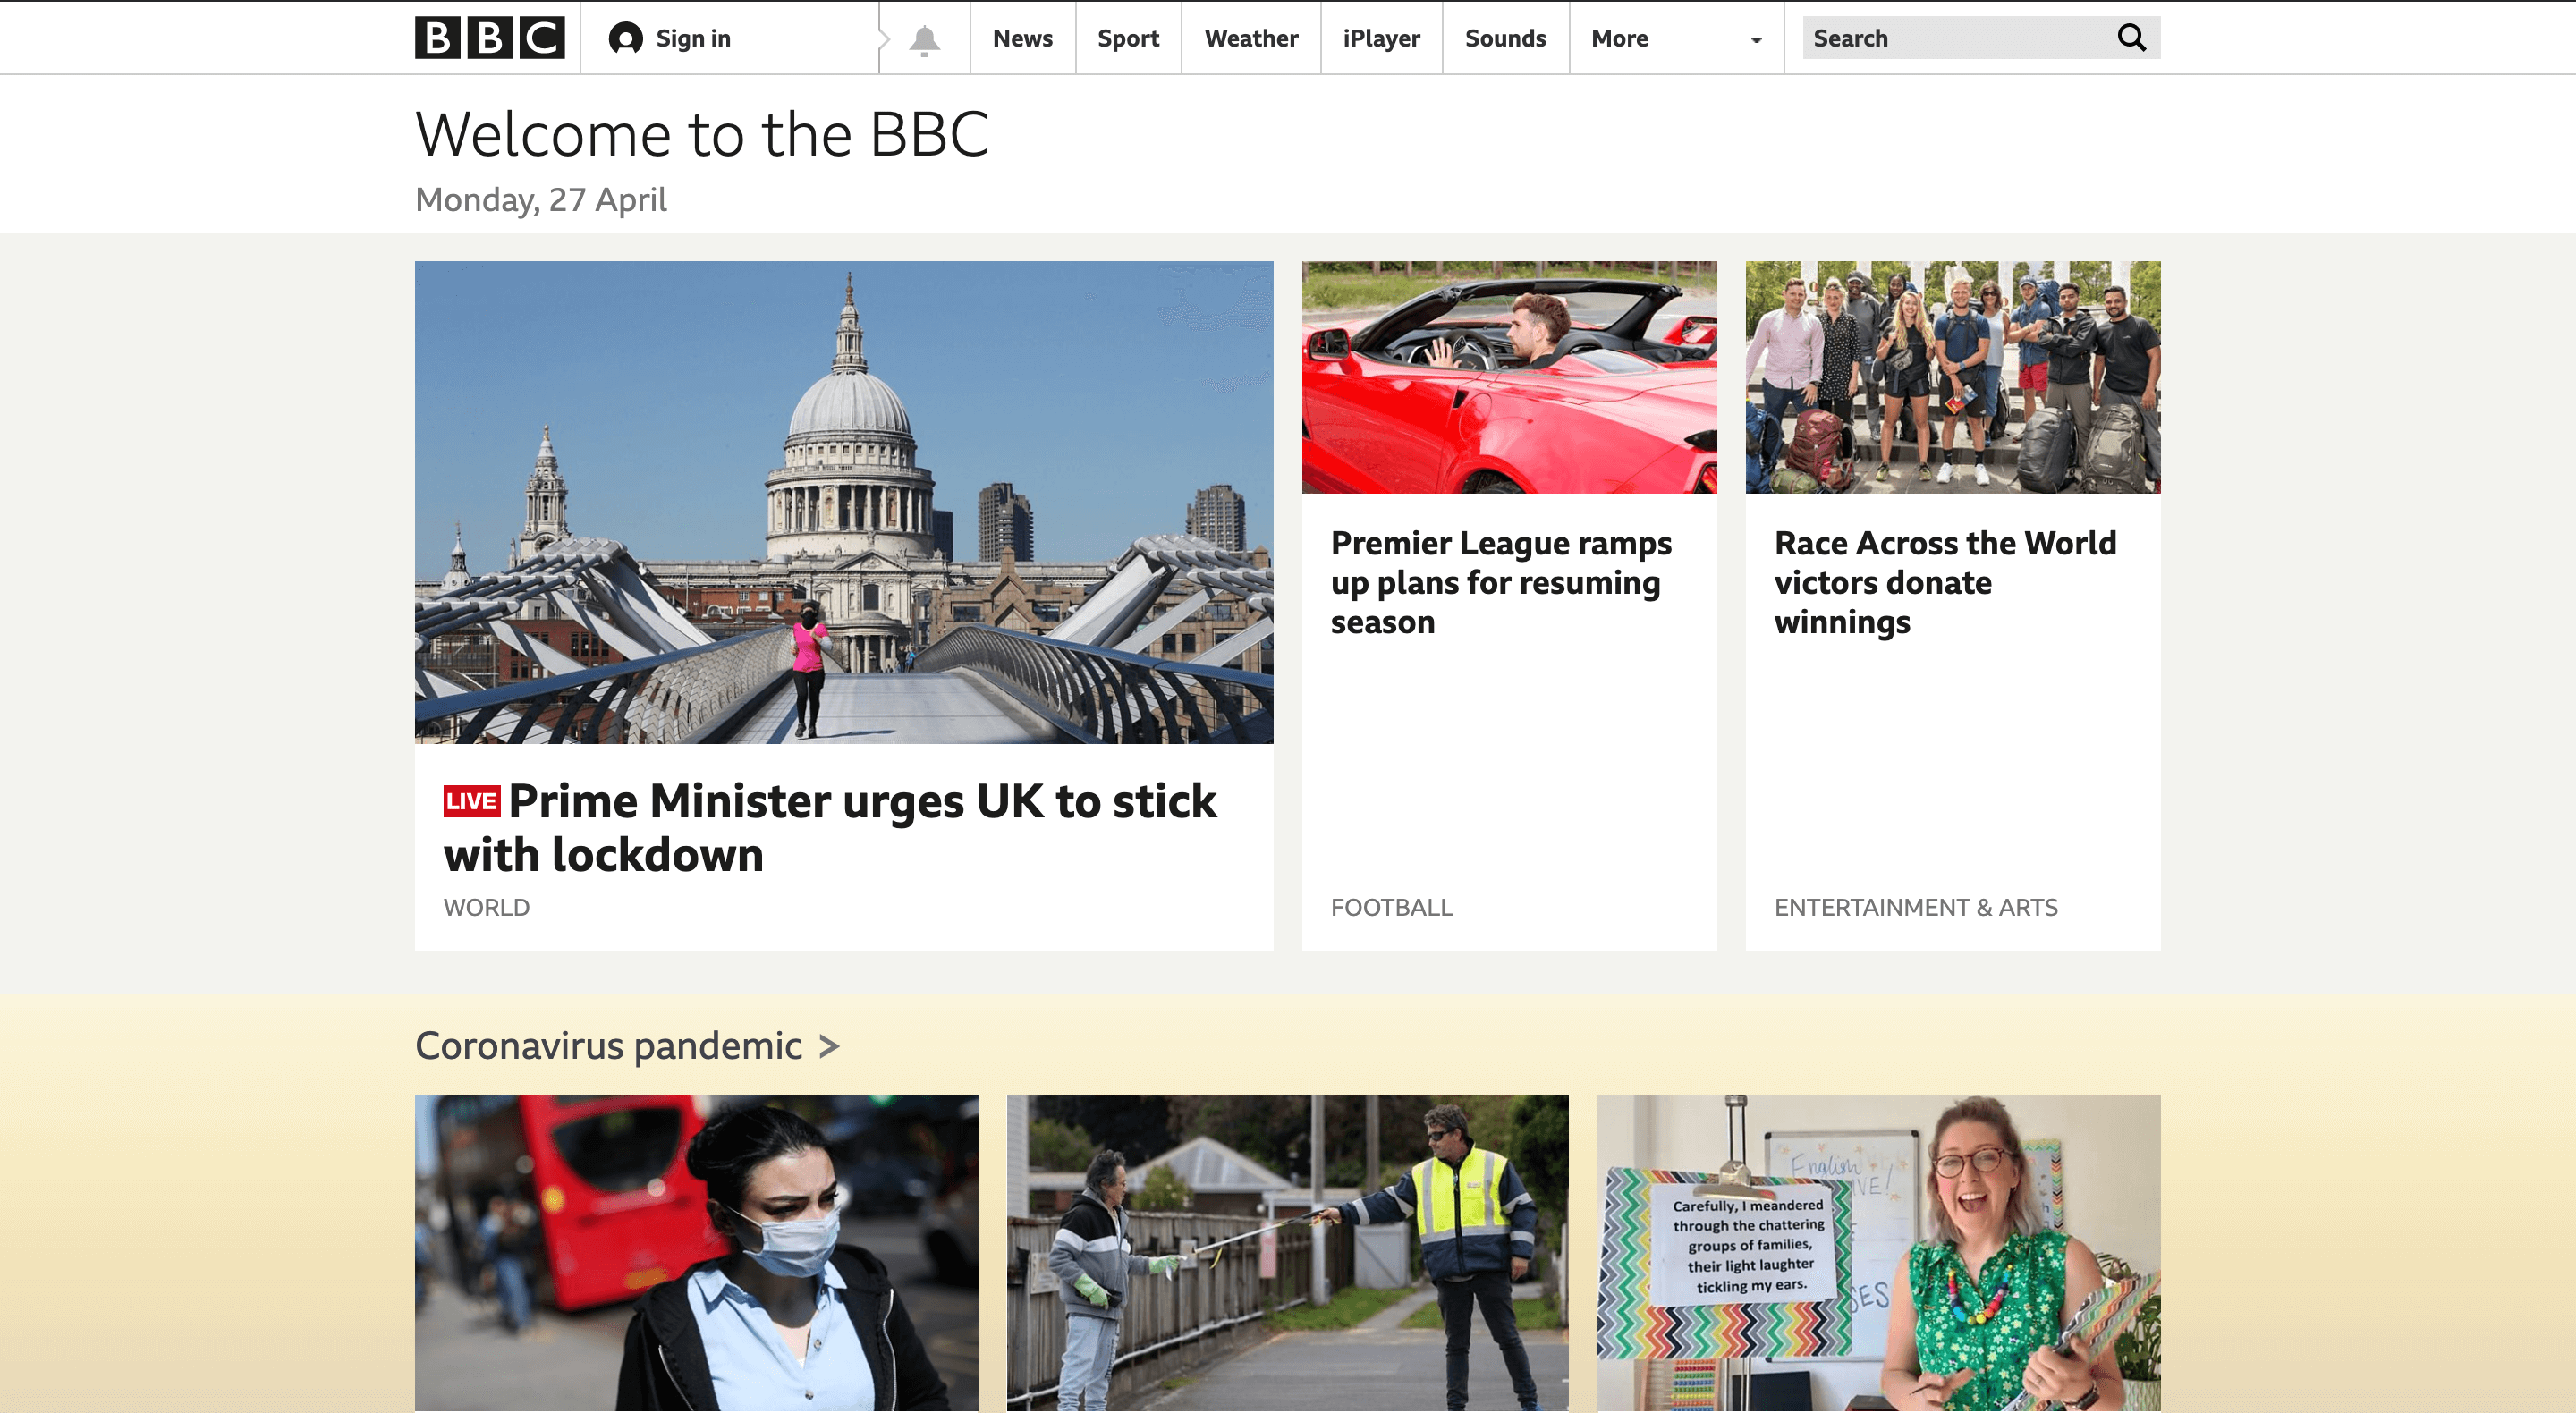 BBC
Sign in
News
Sport
Weather
iPlayer
Sounds
More
Search
Welcome to the BBC
Monday, 27 April
LIVE Prime Minister urges UK to stick
with lockdown
WORLD
Premier League ramps
up plans for resuming
season
FOOTBALL
Race Across the World
victors donate
winnings
ENTERTAINMENT & ARTS
Coronavirus pandemic >
English
Carefully, I meandered
through the chattering
groups of families,
their light laughter
tickling my ears.